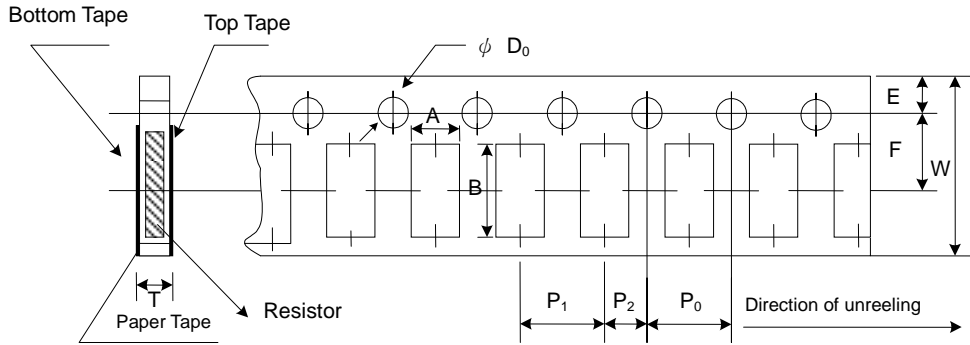 Bottom Tape
Top Tape
ϕ D₀
E
A
F
W
B
T
P₁
P₂
P₀
Direction of unreeling
Resistor
Paper Tape